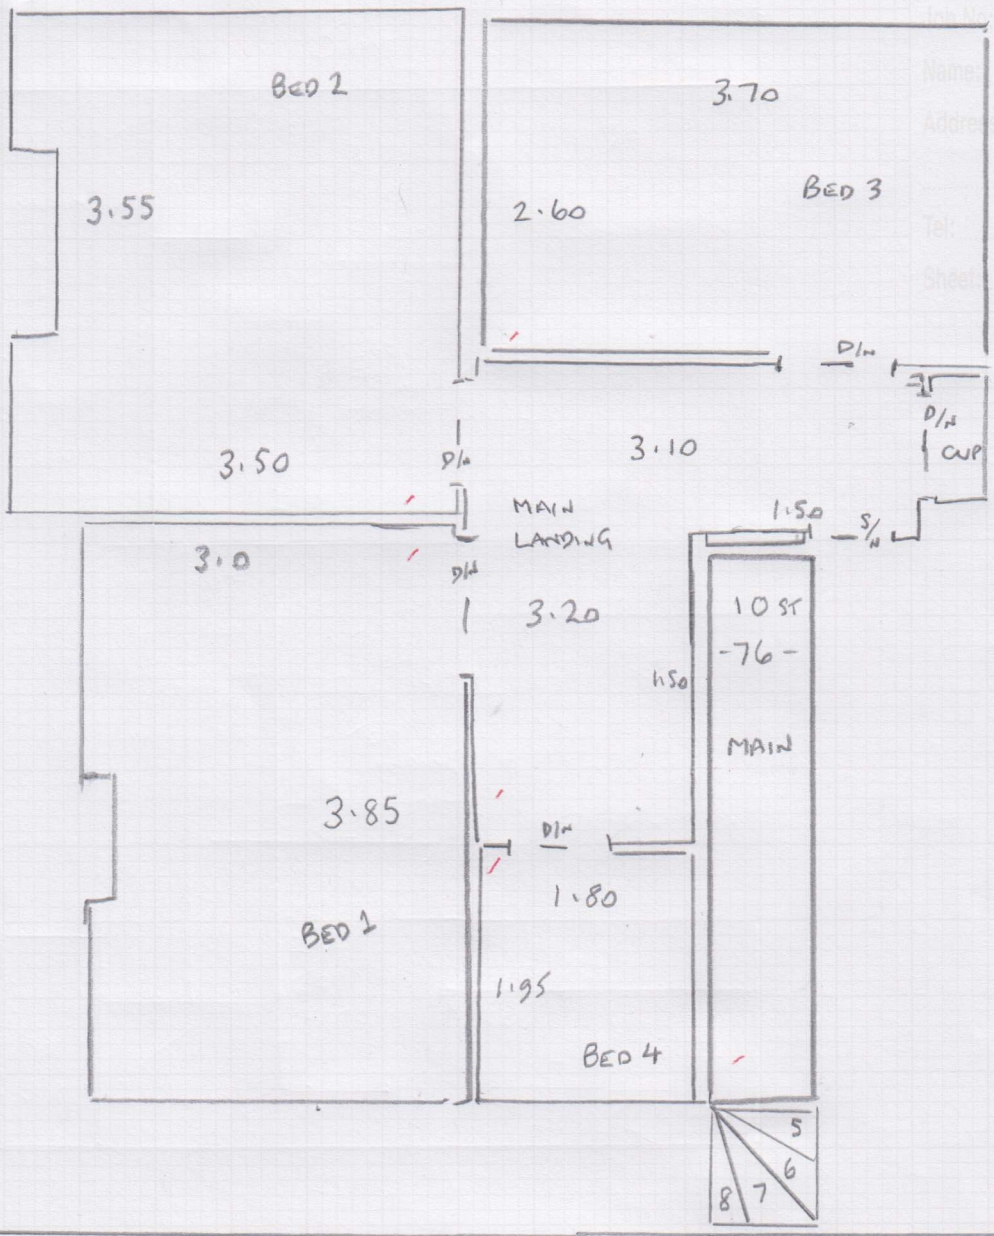 BED 2
3.70
BED 3
3.55
2.60
D/N
D/N
CUP
3.50
D/N
3.10
MAIN
LANDING
1.50
S/N
3.0
D/N
3.20
10 ST
-76-
1.50
MAIN
3.85
D/N
1.80
BED 1
1.95
BED 4
5
6
7
8
Name:
Tel: